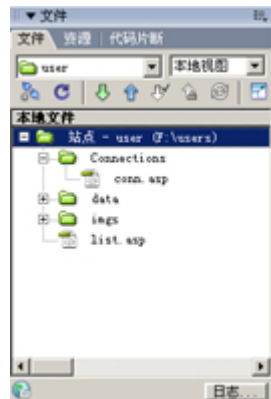 文件
文件 资源 代码片断
user 本地视图
本地文件
站点 - user (F:\users)
Connections
conn.asp
data
imgs
list.asp
日志...